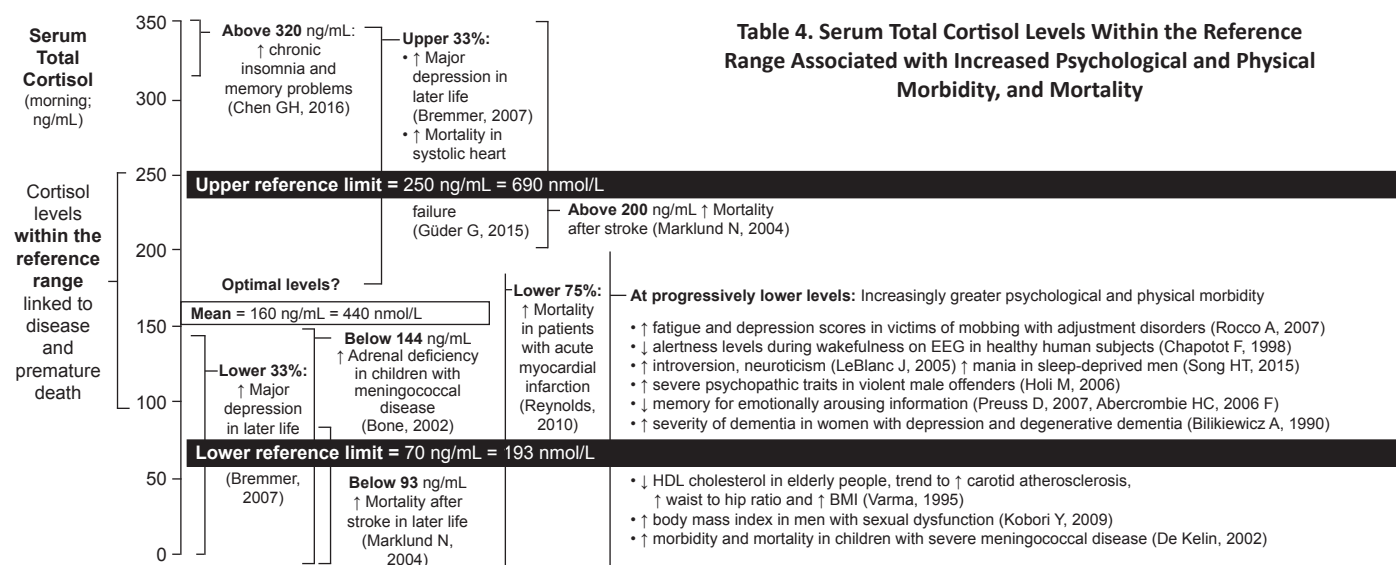 Table 4. Serum Total Cortisol Levels Within the Reference
Range Associated with Increased Psychological and Physical
Morbidity, and Mortality
Serum
Total
Cortisol
(morning;
ng/mL)
Cortisol
levels
within the
reference
range
linked to
disease
and
premature
death
350
300
250
200
150
100
50
0
Above 320 ng/mL:
↑ chronic
insomnia and
memory problems
(Chen GH, 2016)
Upper 33%:
• ↑ Major
depression in
later life
(Bremmer, 2007)
• ↑ Mortality in
systolic heart
Upper reference limit = 250 ng/mL = 690 nmol/L
failure
(Güder G, 2015)
Above 200 ng/mL ↑ Mortality
after stroke (Marklund N, 2004)
Optimal levels?
Mean = 160 ng/mL = 440 nmol/L
Lower 33%:
↑ Major
depression
in later life
Below 144 ng/mL
↑ Adrenal deficiency
in children with
meningococcal
disease
(Bone, 2002)
Lower 75%:
↑ Mortality
in patients
with acute
myocardial
infarction
(Reynolds,
2010)
At progressively lower levels: Increasingly greater psychological and physical morbidity
• ↑ fatigue and depression scores in victims of mobbing with adjustment disorders (Rocco A, 2007)
• ↓ alertness levels during wakefulness on EEG in healthy human subjects (Chapotot F, 1998)
• ↑ introversion, neuroticism (LeBlanc J, 2005) ↑ mania in sleep-deprived men (Song HT, 2015)
• ↑ severe psychopathic traits in violent male offenders (Holi M, 2006)
• ↓ memory for emotionally arousing information (Preuss D, 2007, Abercrombie HC, 2006 F)
• ↑ severity of dementia in women with depression and degenerative dementia (Bilikiewicz A, 1990)
Lower reference limit = 70 ng/mL = 193 nmol/L
(Bremmer,
2007)
Below 93 ng/mL
↑ Mortality after
stroke in later life
(Marklund N,
2004)
• ↓ HDL cholesterol in elderly people, trend to ↑ carotid atherosclerosis,
↑ waist to hip ratio and ↑ BMI (Varma, 1995)
• ↑ body mass index in men with sexual dysfunction (Kobori Y, 2009)
• ↑ morbidity and mortality in children with severe meningococcal disease (De Kelin, 2002)